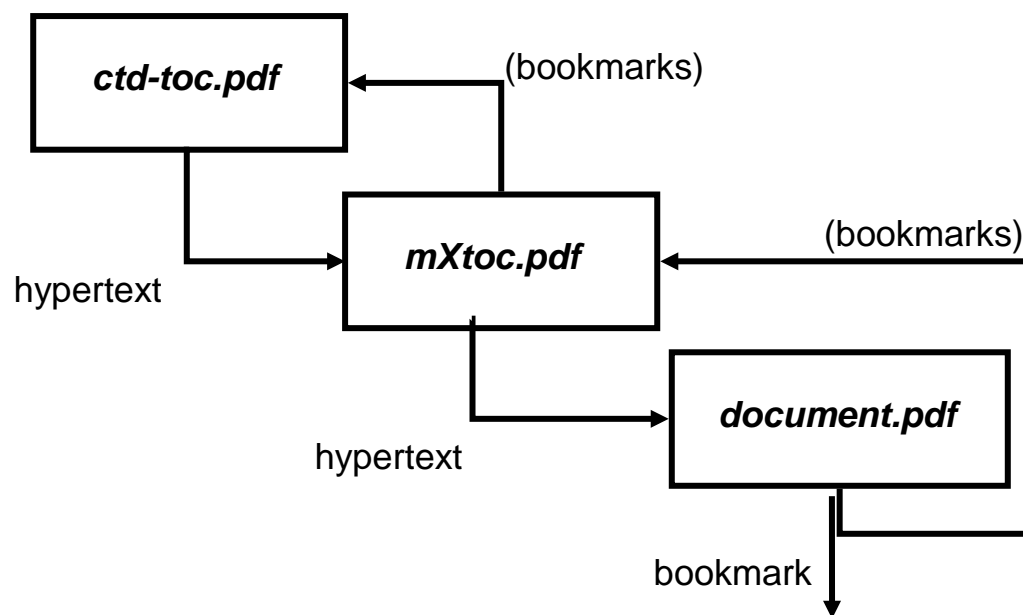 ctd-toc.pdf
(bookmarks)
mXtoc.pdf
(bookmarks)
hypertext
document.pdf
hypertext
bookmark